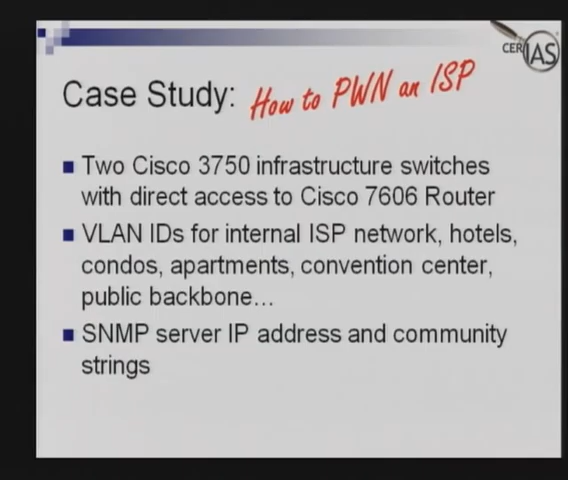 CERIAS
Case Study: How to PWN an ISP
Two Cisco 3750 infrastructure switches
with direct access to Cisco 7606 Router
VLAN IDs for internal ISP network, hotels,
condos, apartments, convention center,
public backbone…
SNMP server IP address and community
strings